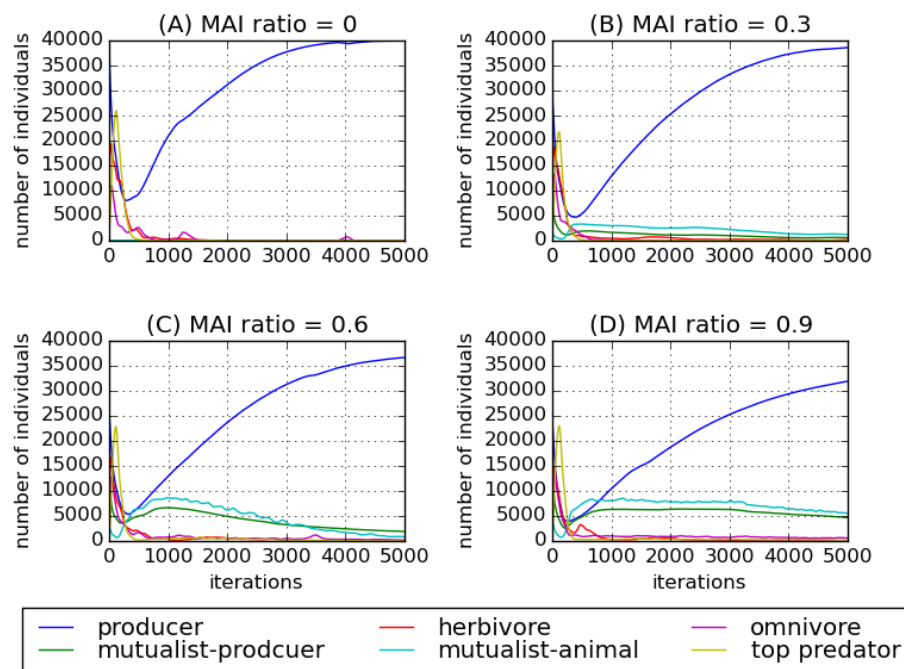 (A) MAI ratio = 0
(B) MAI ratio = 0.3
number of individuals
40000
35000
30000
25000
20000
15000
10000
5000
0
0 1000 2000 3000 4000 5000
number of individuals
40000
35000
30000
25000
20000
15000
10000
5000
0
0 1000 2000 3000 4000 5000
(C) MAI ratio = 0.6
(D) MAI ratio = 0.9
number of individuals
40000
35000
30000
25000
20000
15000
10000
5000
0
0 1000 2000 3000 4000 5000
iterations
number of individuals
40000
35000
30000
25000
20000
15000
10000
5000
0
0 1000 2000 3000 4000 5000
iterations
producer herbivore omnivore
mutualist-prodcuer mutualist-animal top predator